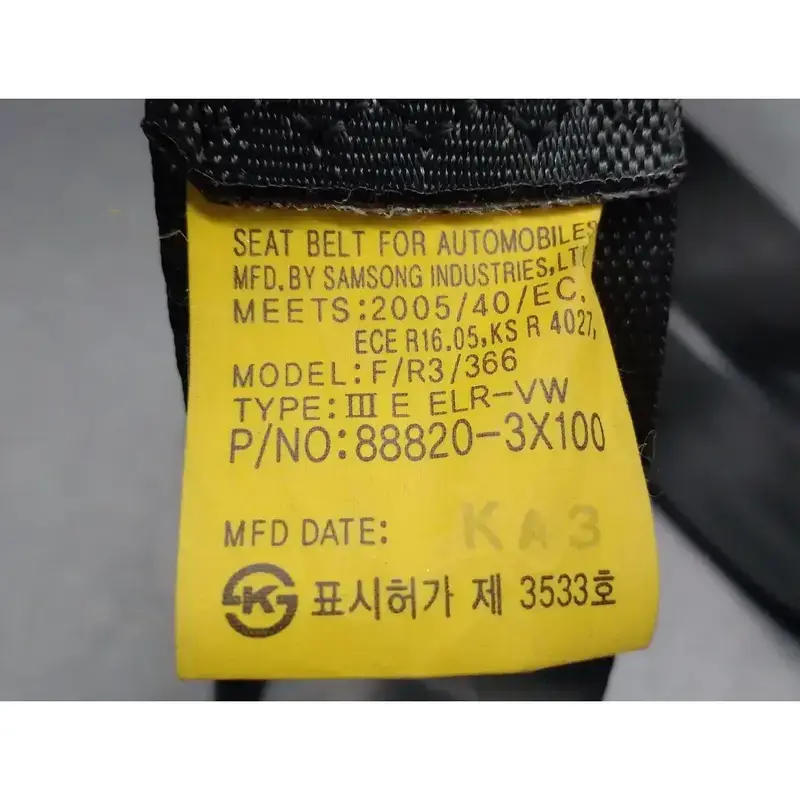 SEAT BELT FOR AUTOMOBILES
MFD. BY SAMSONG INDUSTRIES, LT
MEETS:2005/40/EC.
ECE R16.05, KS R 4027,
MODEL:F/R3/366
TYPE:Ⅲ E ELR-VW
P/NO:88820-3X100
MFD DATE: KA3
표시허가 제 3533호